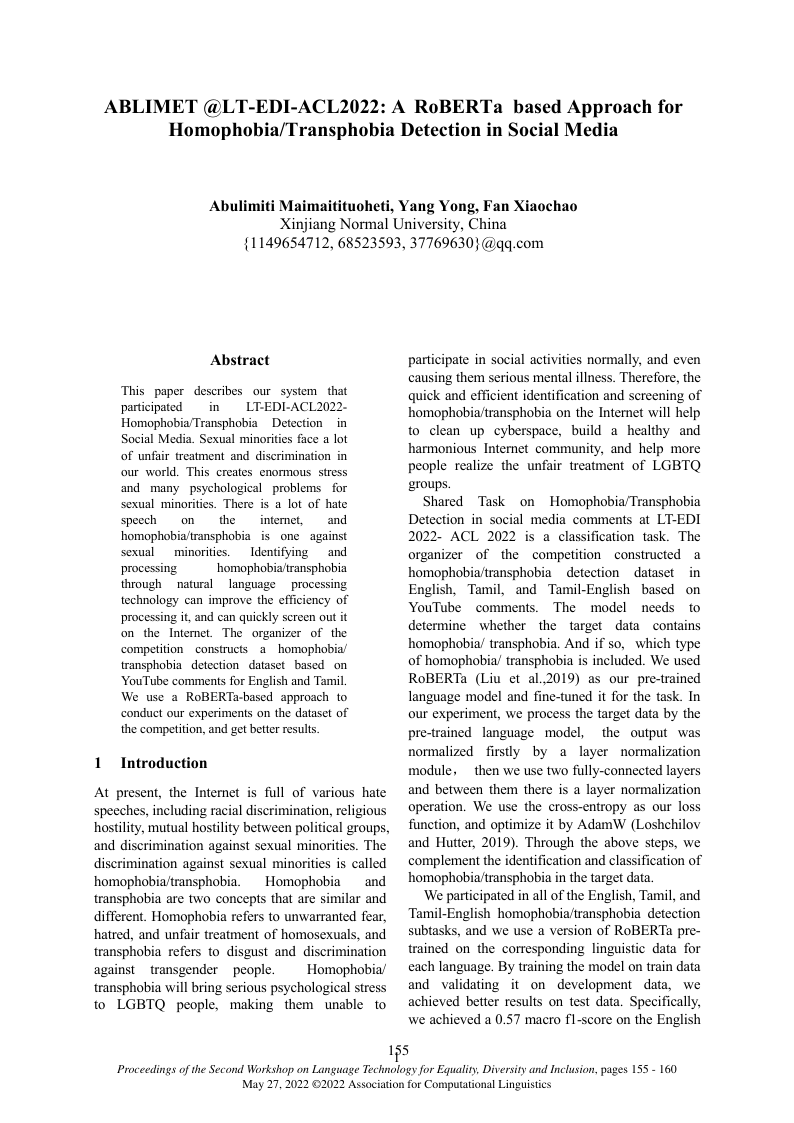 ABLIMET @LT-EDI-ACL2022: A RoBERTa based Approach for
Homophobia/Transphobia Detection in Social Media
Abulimiti Maimaitituoheti, Yang Yong, Fan Xiaochao
Xinjiang Normal University, China
{1149654712, 68523593, 37769630}@qq.com
Abstract
This paper describes our system that
participated in LT-EDI-ACL2022-
Homophobia/Transphobia Detection in
Social Media. Sexual minorities face a lot
of unfair treatment and discrimination in
our world. This creates enormous stress
and many psychological problems for
sexual minorities. There is a lot of hate
speech on the internet, and
homophobia/transphobia is one against
sexual minorities. Identifying and
processing homophobia/transphobia
through natural language processing
technology can improve the efficiency of
processing it, and can quickly screen out it
on the Internet. The organizer of the
competition constructs a homophobia/
transphobia detection dataset based on
YouTube comments for English and Tamil.
We use a RoBERTa-based approach to
conduct our experiments on the dataset of
the competition, and get better results.
1 Introduction
At present, the Internet is full of various hate
speeches, including racial discrimination, religious
hostility, mutual hostility between political groups,
and discrimination against sexual minorities. The
discrimination against sexual minorities is called
homophobia/transphobia. Homophobia and
transphobia are two concepts that are similar and
different. Homophobia refers to unwarranted fear,
hatred, and unfair treatment of homosexuals, and
transphobia refers to disgust and discrimination
against transgender people. Homophobia/
transphobia will bring serious psychological stress
to LGBTQ people, making them unable to
participate in social activities normally, and even
causing them serious mental illness. Therefore, the
quick and efficient identification and screening of
homophobia/transphobia on the Internet will help
to clean up cyberspace, build a healthy and
harmonious Internet community, and help more
people realize the unfair treatment of LGBTQ
groups.
Shared Task on Homophobia/Transphobia
Detection in social media comments at LT-EDI
2022- ACL 2022 is a classification task. The
organizer of the competition constructed a
homophobia/transphobia detection dataset in
English, Tamil, and Tamil-English based on
YouTube comments. The model needs to
determine whether the target data contains
homophobia/ transphobia. And if so, which type
of homophobia/ transphobia is included. We used
RoBERTa (Liu et al.,2019) as our pre-trained
language model and fine-tuned it for the task. In
our experiment, we process the target data by the
pre-trained language model, the output was
normalized firstly by a layer normalization
module， then we use two fully-connected layers
and between them there is a layer normalization
operation. We use the cross-entropy as our loss
function, and optimize it by AdamW (Loshchilov
and Hutter, 2019). Through the above steps, we
complement the identification and classification of
homophobia/transphobia in the target data.
We participated in all of the English, Tamil, and
Tamil-English homophobia/transphobia detection
subtasks, and we use a version of RoBERTa pre-
trained on the corresponding linguistic data for
each language. By training the model on train data
and validating it on development data, we
achieved better results on test data. Specifically,
we achieved a 0.57 macro f1-score on the English
155
1
Proceedings of the Second Workshop on Language Technology for Equality, Diversity and Inclusion, pages 155 - 160
May 27, 2022 ©2022 Association for Computational Linguistics